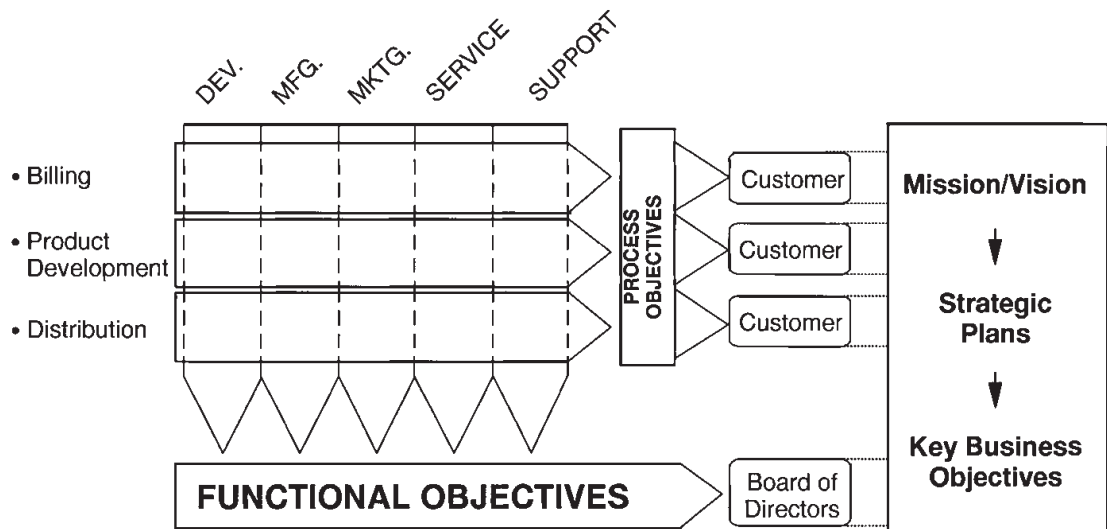 DEV.
MFG.
MKTG.
SERVICE
SUPPORT
• Billing
• Product
Development
• Distribution
PROCESS
OBJECTIVES
Customer
Customer
Customer
Mission/Vision
Strategic
Plans
Key Business
Objectives
FUNCTIONAL OBJECTIVES
Board of
Directors